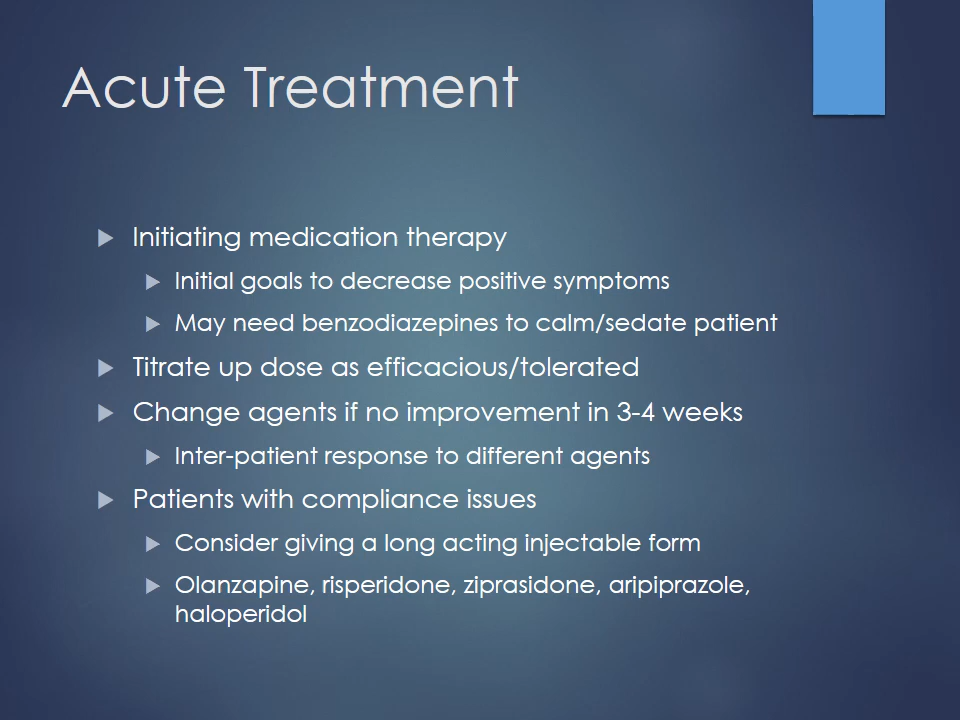 Acute Treatment
Initiating medication therapy
Initial goals to decrease positive symptoms
May need benzodiazepines to calm/sedate patient
Titrate up dose as efficacious/tolerated
Change agents if no improvement in 3-4 weeks
Inter-patient response to different agents
Patients with compliance issues
Consider giving a long acting injectable form
Olanzapine, risperidone, ziprasidone, aripiprazole,
haloperidol